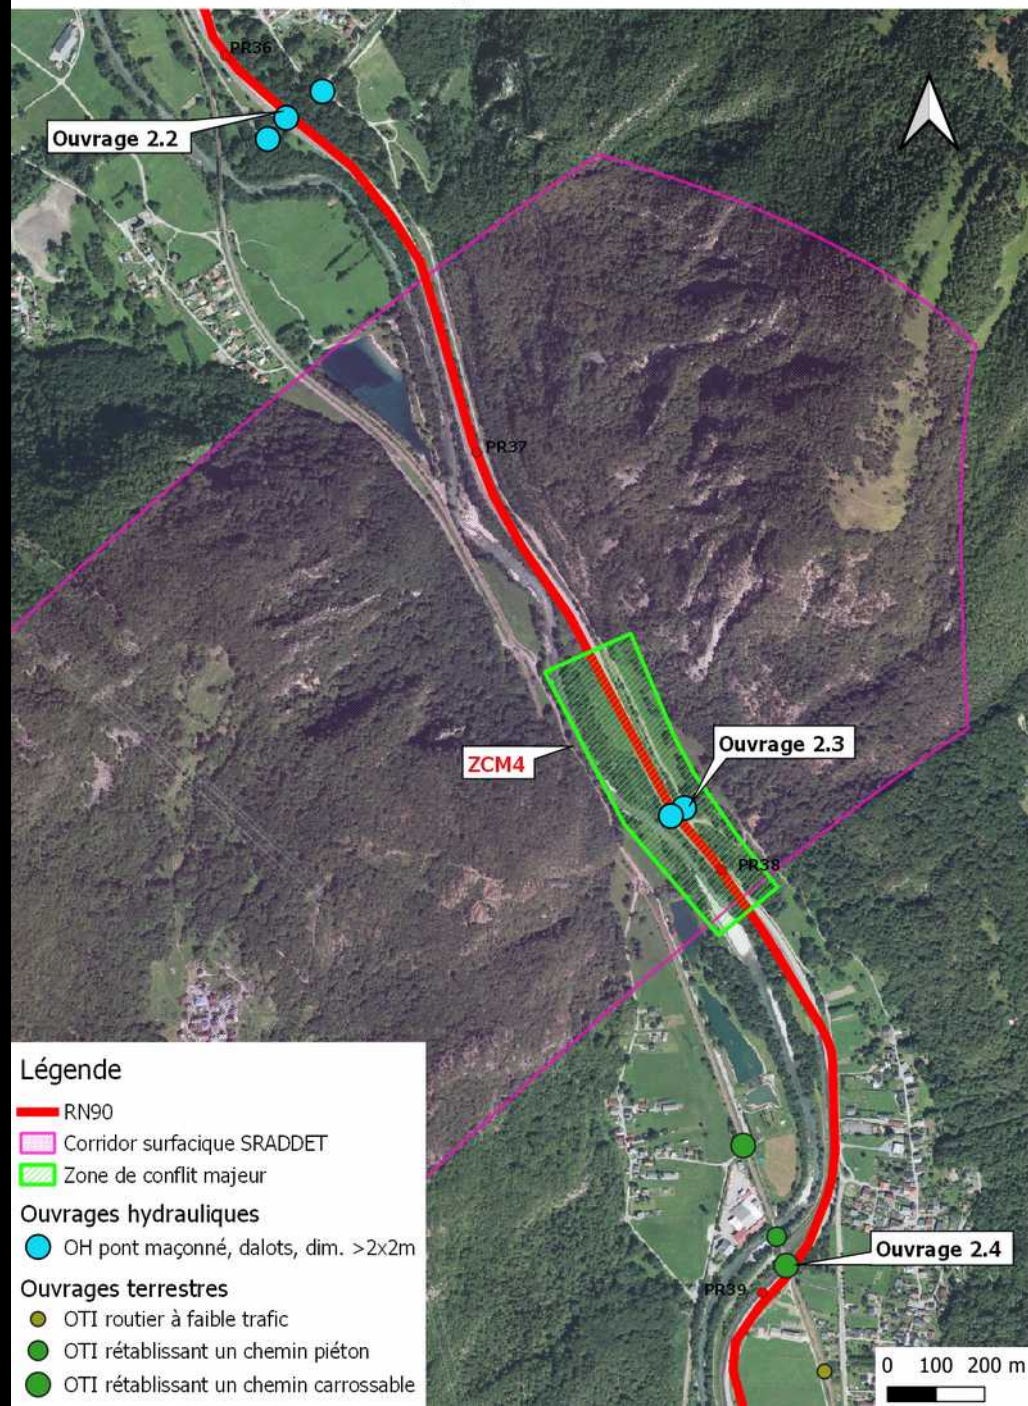 PR36
Ouvrage 2.2
PR37
Ouvrage 2.3
ZCM4
PR38
Ouvrage 2.4
PR39
Légende
RN90
Corridor surfacique SRADDET
Zone de conflit majeur
Ouvrages hydrauliques
OH pont maçonné, dalots, dim. >2x2m
Ouvrages terrestres
OTI routier à faible trafic
OTI rétablissant un chemin piéton
OTI rétablissant un chemin carrossable
0 100 200 m